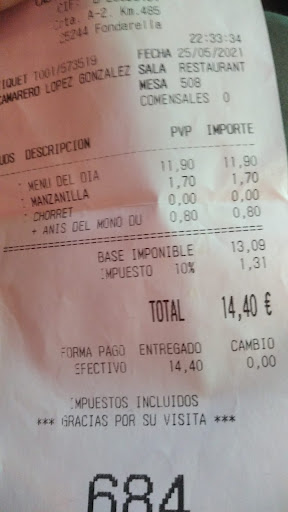 CIF:
Ctra. A-2. Km.485
25244 Fondarella
22:33:34
FECHA 25/05/2021
TIQUET 1001/573519
CAMARERO LOPEZ GONZALEZ SALA RESTAURANT
MESA 508
COMENSALES 0
UDS DESCRIPCION PVP IMPORTE
: MENU DEL DIA 11,90 11,90
: MANZANILLA 1,70 1,70
: CHORRET 0,00 0,00
+ ANIS DEL MONO DU 0,80 0,80
BASE IMPONIBLE 13,09
IMPUESTO 10% 1,31
TOTAL 14,40 €
FORMA PAGO ENTREGADO CAMBIO
EFECTIVO 14,40 0,00
IMPUESTOS INCLUIDOS
*** GRACIAS POR SU VISITA ***
684